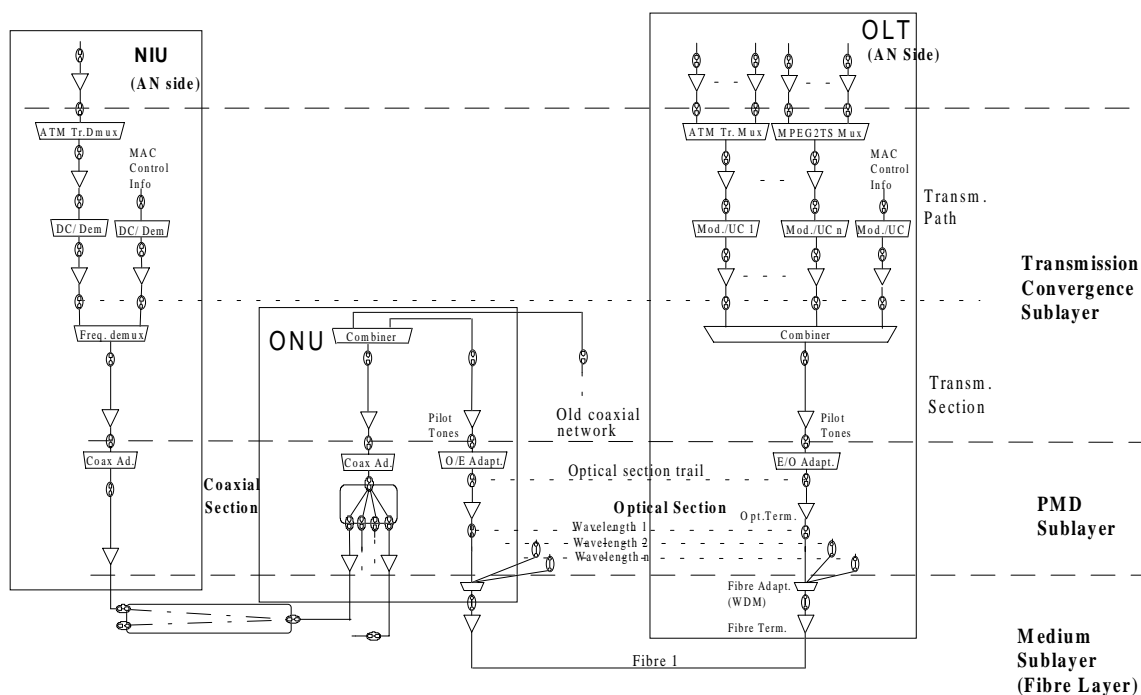 NIU
(AN side)
OLT
(AN Side)
ATM Tr.Dmux
MAC
Control
Info
DC/ Dem
DC/ Dem
Freq. demux
Coax Ad.
ATM Tr. Mux
MPEG2TS Mux
MAC
Control
Info
Mod./UC 1
Mod./UC n
Mod./UC
Combiner
Transm.
Path
Transmission
Convergence
Sublayer
ONU
Combiner
Pilot
Tones
Old coaxial
network
Pilot
Tones
Transm.
Section
Coax Ad.
O/E Adapt.
E/O Adapt.
Optical section trail
Coaxial
Section
Optical Section
Opt.Term.
PMD
Sublayer
Wavelength 1
Wavelength 2
Wavelength n
Fibre Adapt.
(WDM)
Fibre Term.
Fibre 1
Medium
Sublayer
(Fibre Layer)